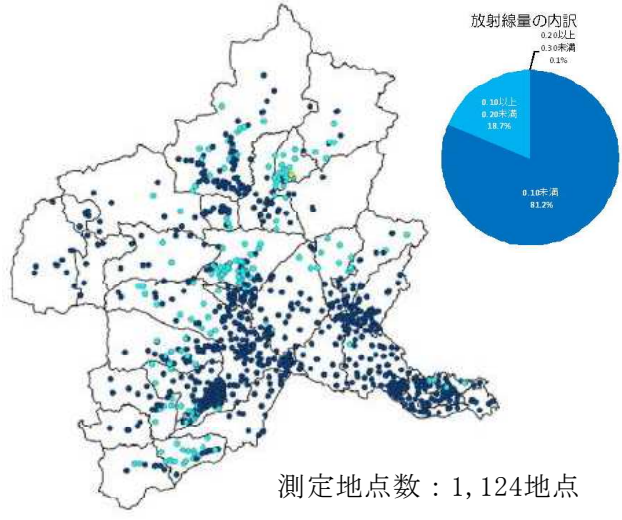 放射線量の内訳
0.20以上
0.30未満
0.1%
0.10以上
0.20未満
18.7%
0.10未満
81.2%
測定地点数：1,124地点